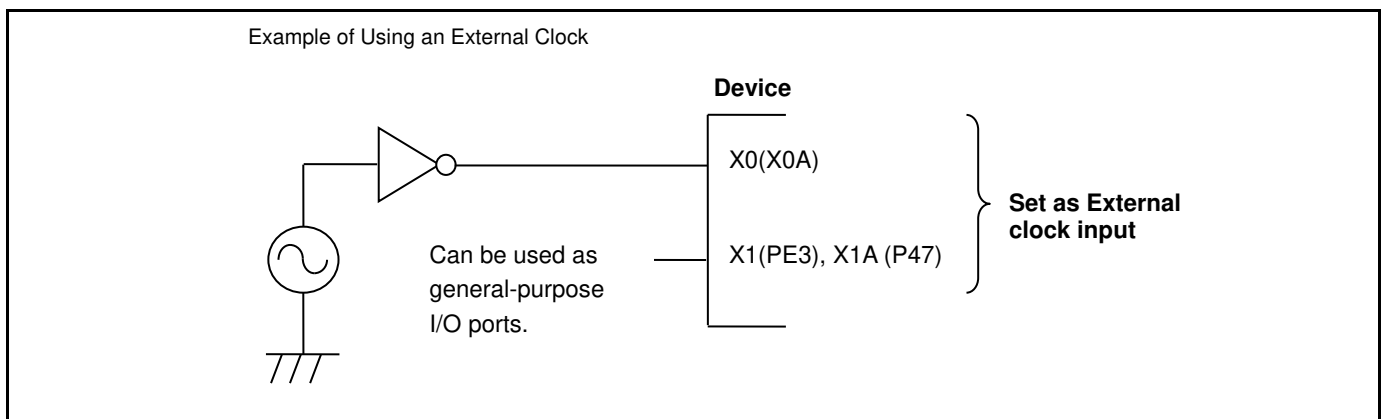 Example of Using an External Clock
Device
X0(X0A)
Set as External
clock input
Can be used as
general-purpose
I/O ports.
X1(PE3), X1A (P47)